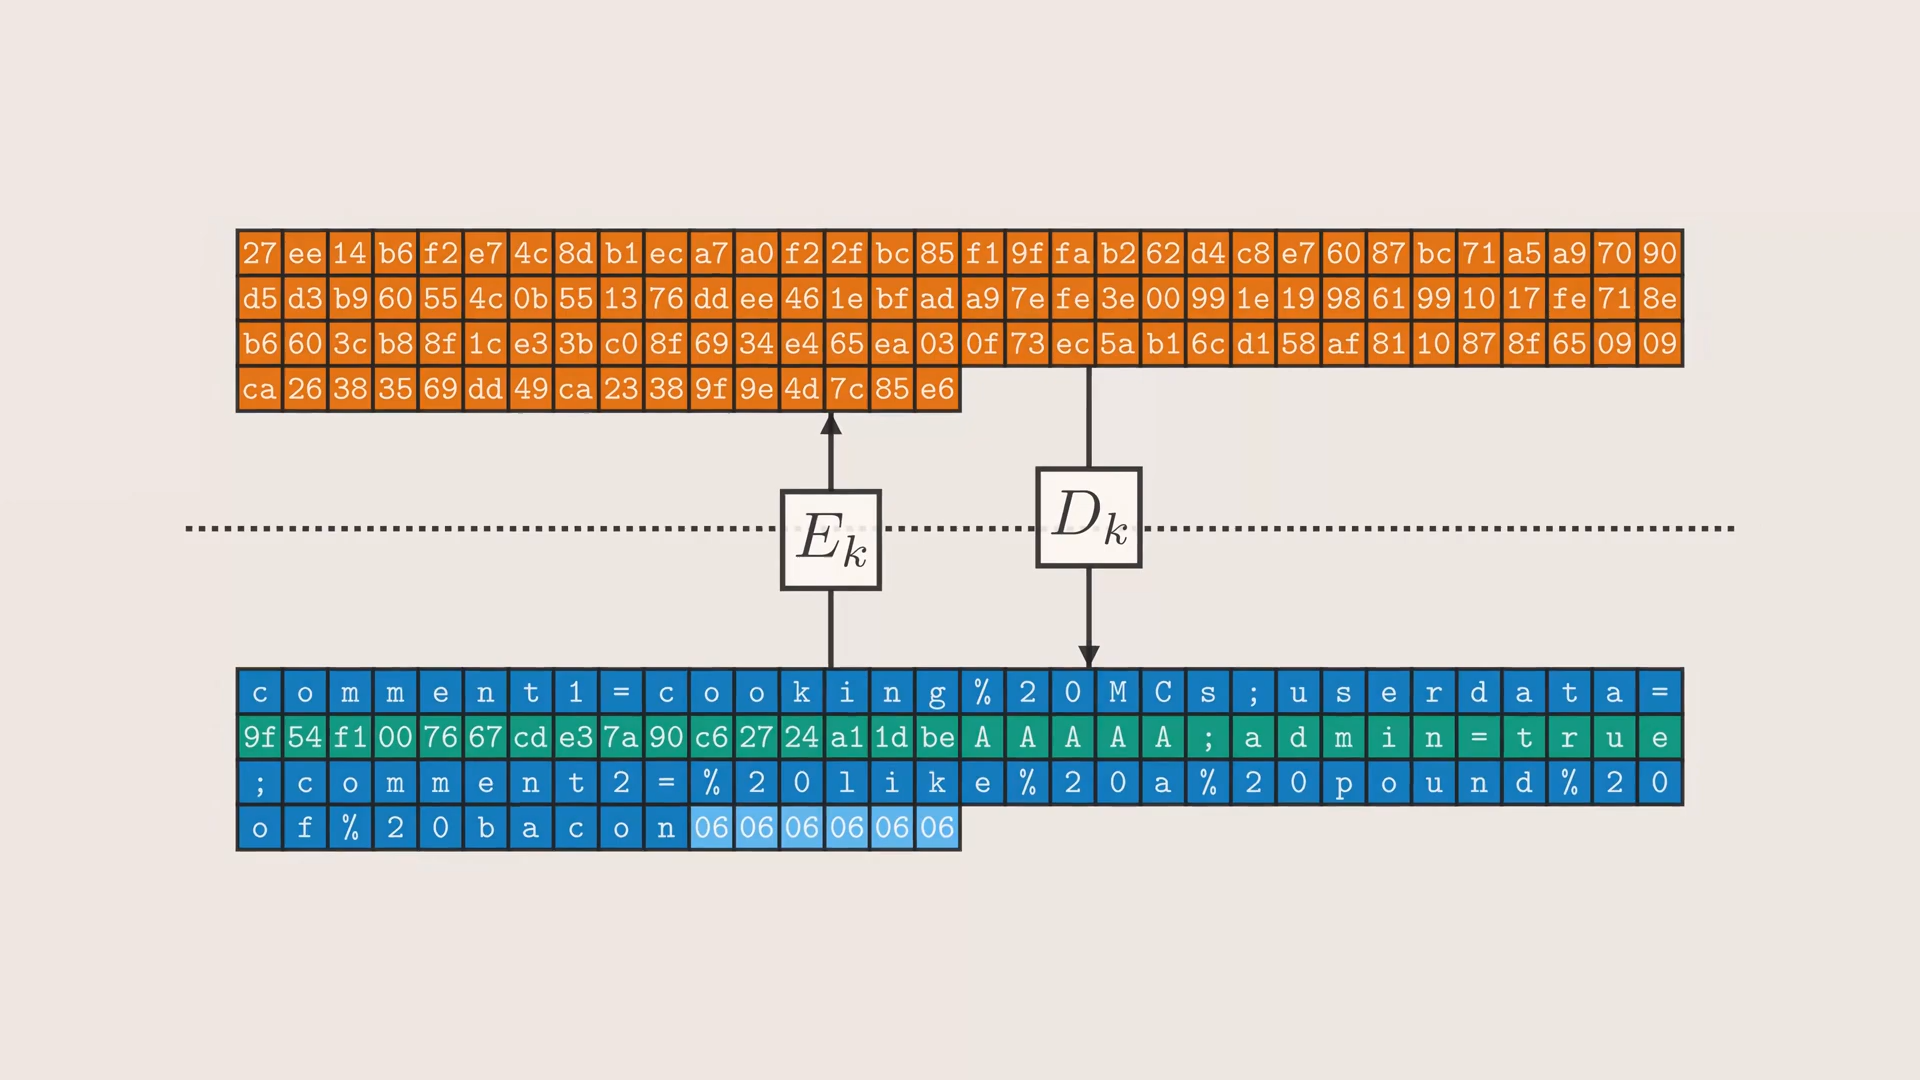 27 ee 14 b6 f2 e7 4c 8d b1 ec a7 a0 f2 2f bc 85 f1 9f fa b2 62 d4 c8 e7 60 87 bc 71 a5 a9 70 90
d5 d3 b9 60 55 4c 0b 55 13 76 dd ee 46 1e bf ad a9 7e fe 3e 00 99 1e 19 98 61 99 10 17 fe 71 8e
b6 60 3c b8 8f 1c e3 3b c0 8f 69 34 e4 65 ea 03 0f 73 ec 5a b1 6c d1 58 af 81 10 87 8f 65 09 09
ca 26 38 35 69 dd 49 ca 23 38 9f 9e 4d 7c 85 e6
E_k D_k
c o m m e n t 1 = c o o k i n g % 2 0 M C s ; u s e r d a t a =
9f 54 f1 00 76 67 cd e3 7a 90 c6 27 24 a1 1d be A A A A A ; a d m i n = t r u e
; c o m m e n t 2 = % 2 0 l i k e % 2 0 a % 2 0 p o u n d % 2 0
o f % 2 0 b a c o n 06 06 06 06 06 06